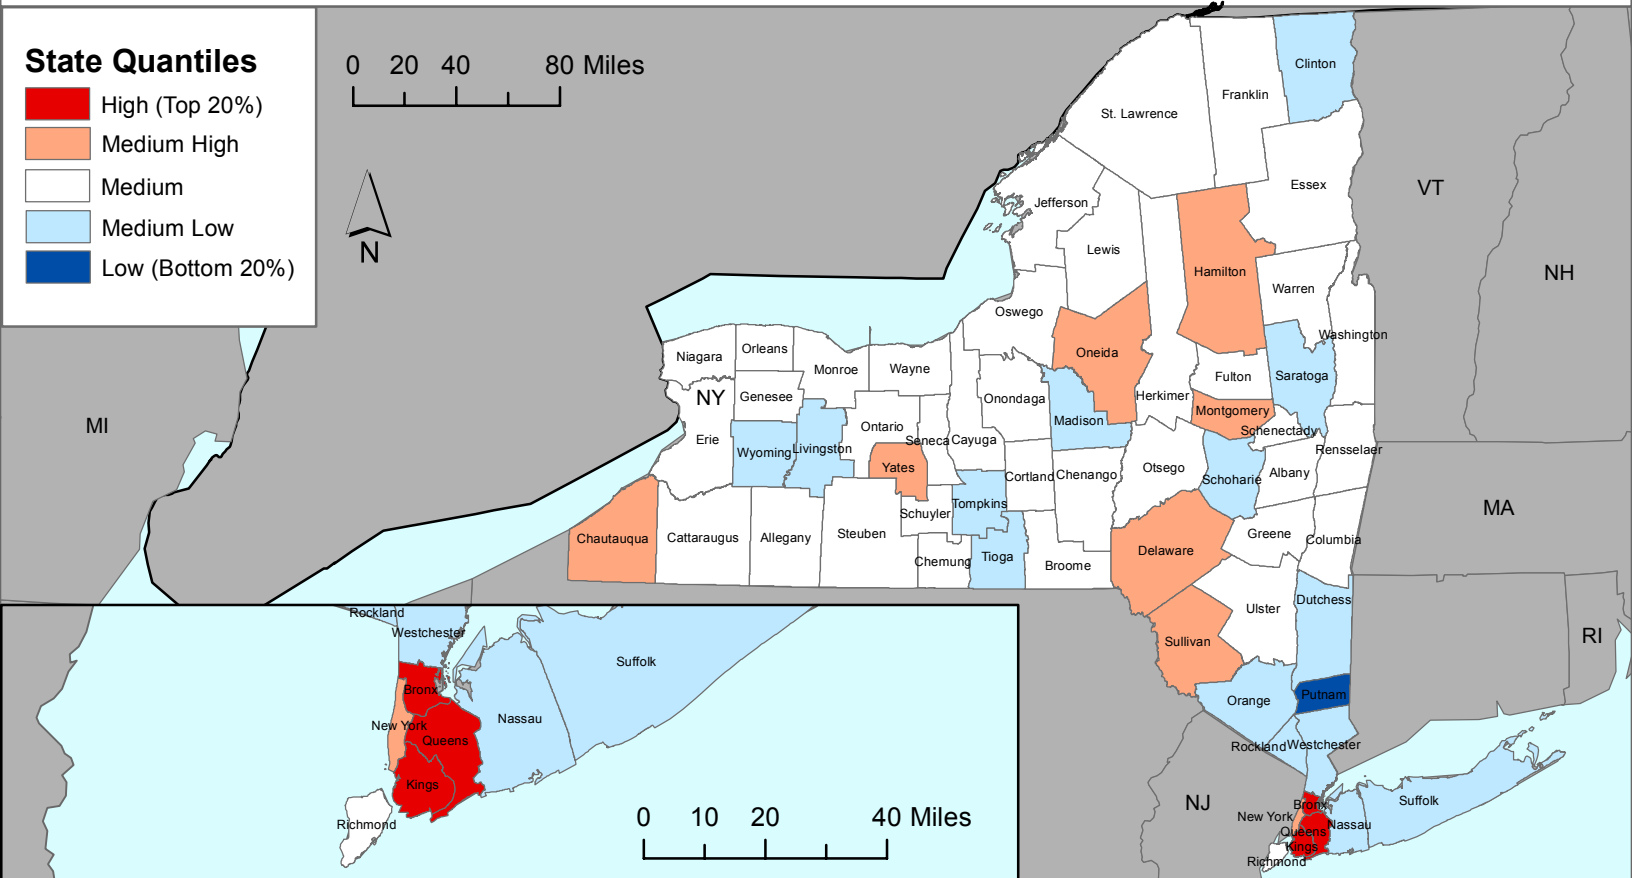 State Quantiles
High (Top 20%)
Medium High
Medium
Medium Low
Low (Bottom 20%)
0 20 40 80 Miles
N
MI
VT
NH
MA
RI
NJ
NY
Clinton
Franklin
St. Lawrence
Essex
Jefferson
Lewis
Hamilton
Warren
Oswego
Washington
Oneida
Niagara
Orleans
Monroe
Wayne
Fulton
Saratoga
Genesee
Onondaga
Herkimer
Montgomery
Madison
Ontario
Schenectady
Erie
Seneca
Cayuga
Wyoming
Livingston
Rensselaer
Yates
Otsego
Albany
Cortland
Chenango
Schoharie
Tompkins
Schuyler
Steuben
Greene
Columbia
Chautauqua
Cattaraugus
Allegany
Delaware
Chemung
Tioga
Broome
Dutchess
Ulster
Sullivan
Putnam
Orange
Rockland
Westchester
Suffolk
Bronx
New York
Nassau
Queens
Kings
Richmond
Rockland
Westchester
Suffolk
Bronx
Nassau
New York
Queens
Kings
Richmond
0 10 20 40 Miles